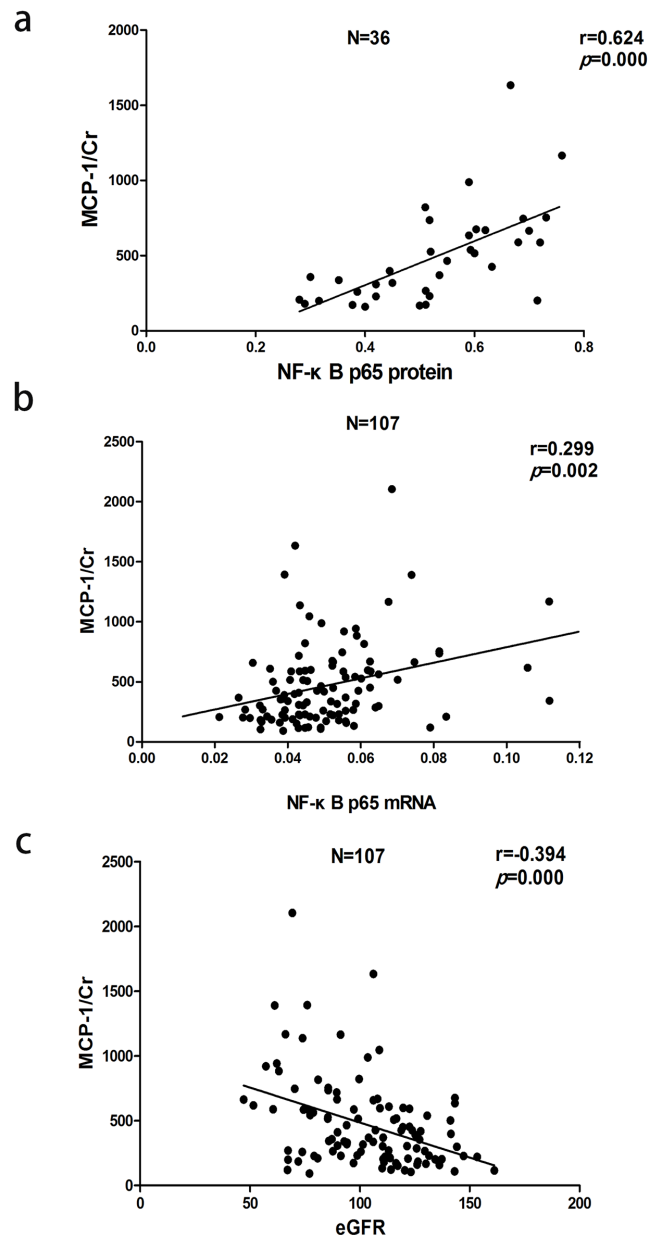 a
N=36
r=0.624
p=0.000
MCP-1/Cr
2000
1500
1000
500
0
0.0 0.2 0.4 0.6 0.8
NF-κ B p65 protein
b
N=107
r=0.299
p=0.002
MCP-1/Cr
2500
2000
1500
1000
500
0
0.00 0.02 0.04 0.06 0.08 0.10 0.12
NF-κ B p65 mRNA
c
N=107
r=-0.394
p=0.000
MCP-1/Cr
2500
2000
1500
1000
500
0
0 50 100 150 200
eGFR